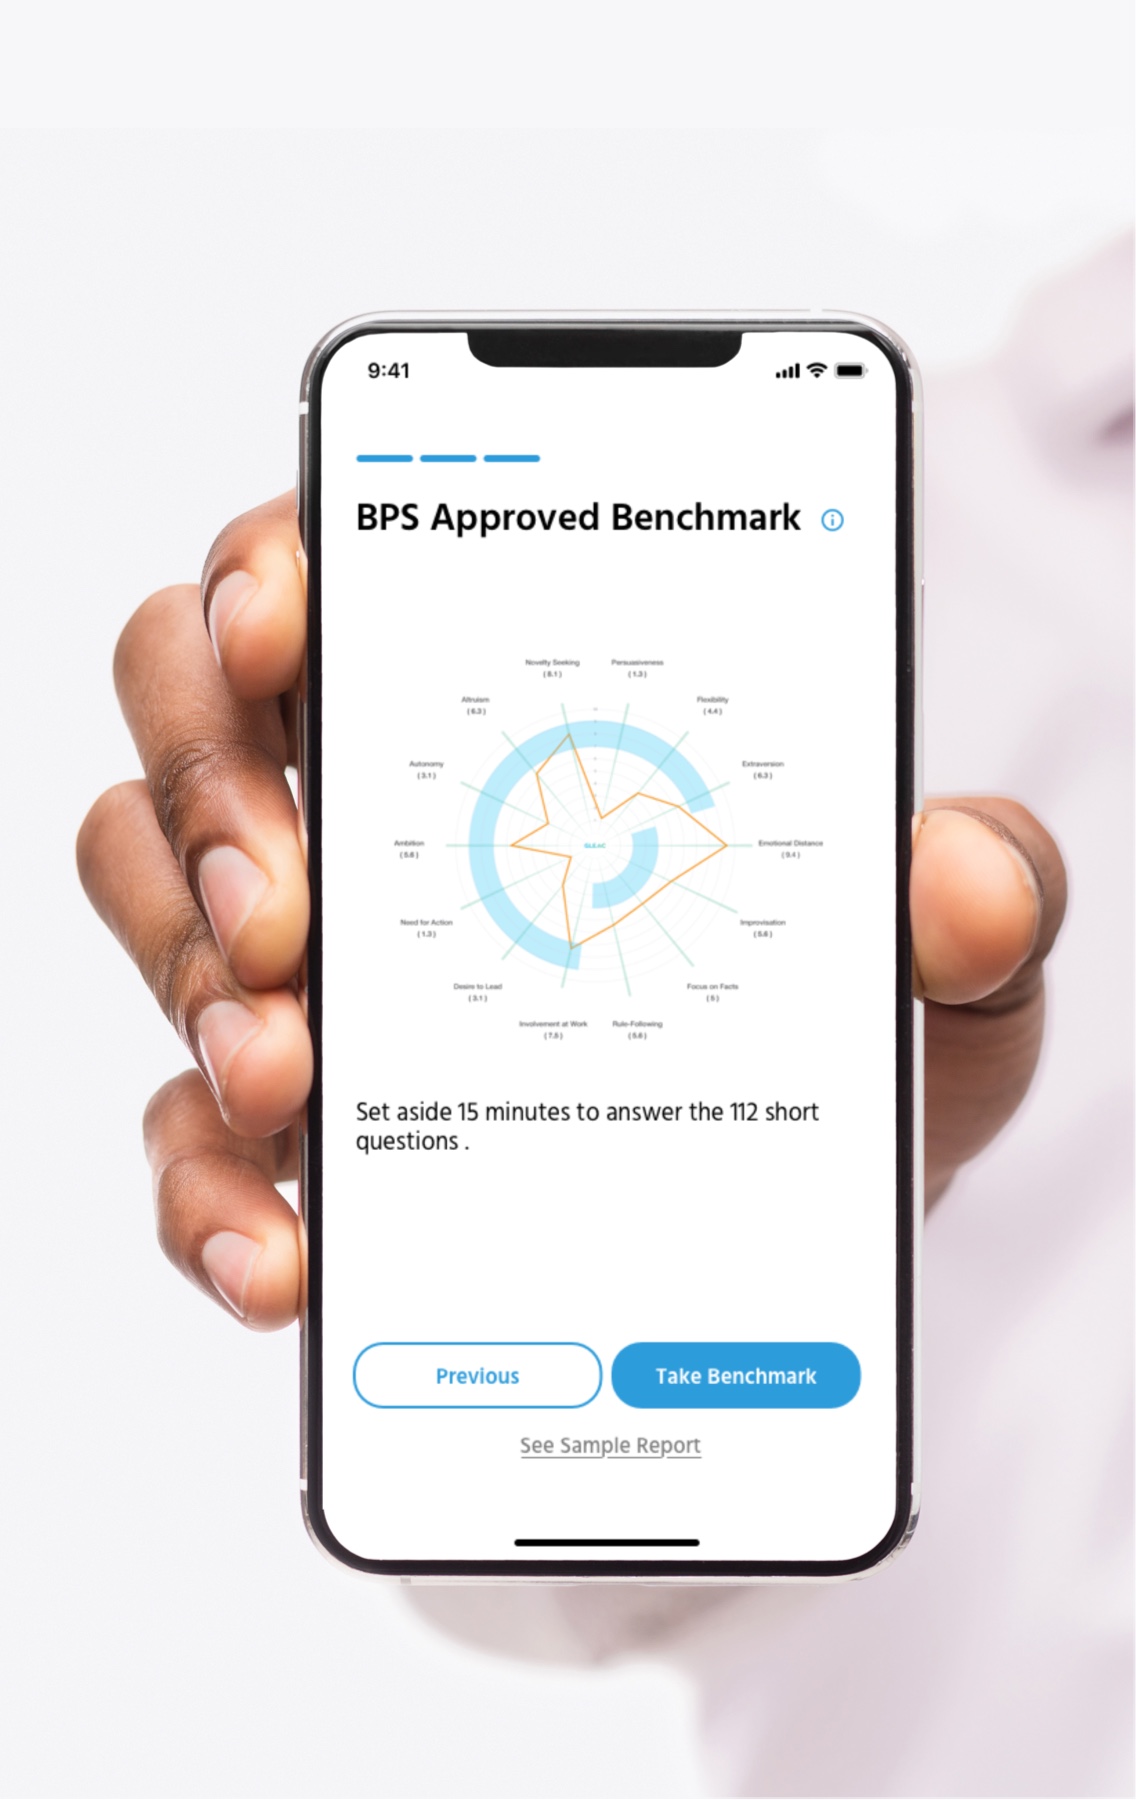 9:41
BPS Approved Benchmark
Novelty Seeking
(8.1)
Persuasiveness
(1.3)
Altruism
(6.3)
Flexibility
(4.4)
Autonomy
(3.1)
Extraversion
(6.3)
Ambition
(5.6)
GLEAC
Emotional Distance
(9.4)
Need for Action
(1.3)
Improvisation
(5.6)
Desire to Lead
(3.1)
Focus on Facts
(5)
Involvement at Work
(7.5)
Rule-Following
(5.6)
Set aside 15 minutes to answer the 112 short
questions .
Previous
Take Benchmark
See Sample Report